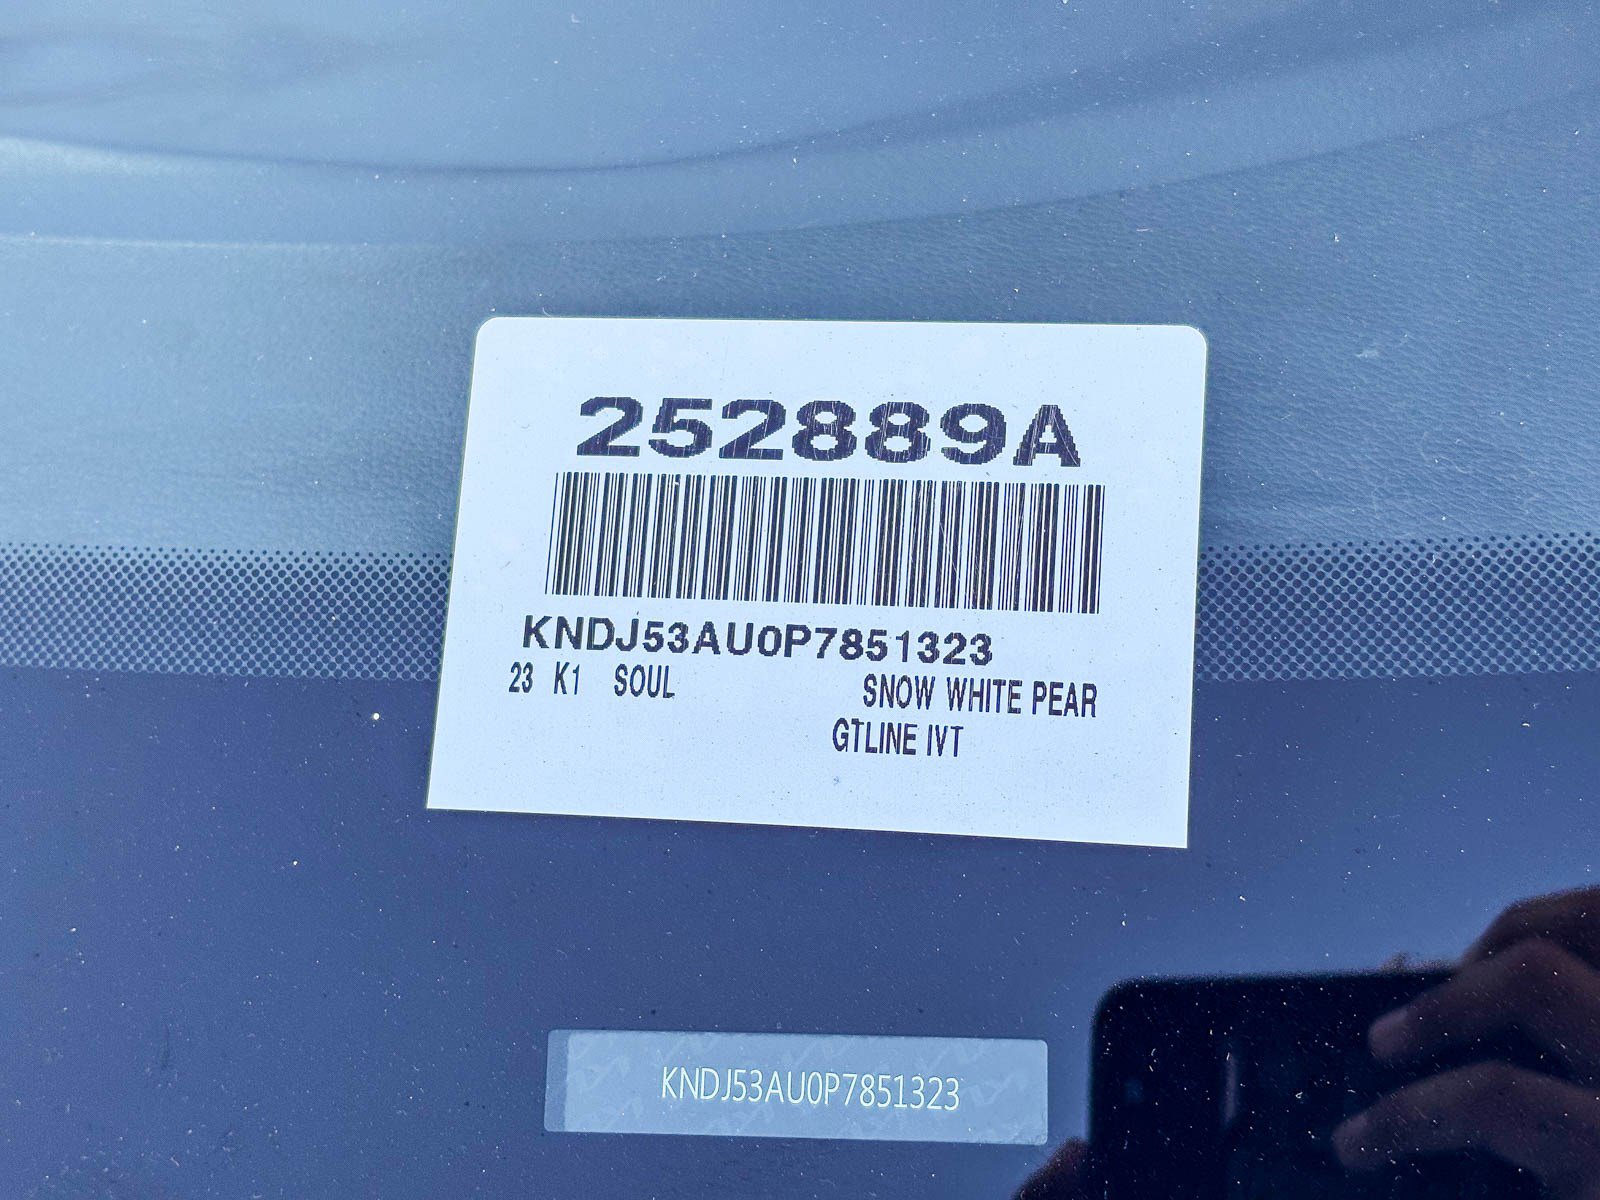 252889A
KNDJ53AU0P7851323
23 K1 SOUL SNOW WHITE PEAR
GTLINE IVT
KNDJ53AU0P7851323